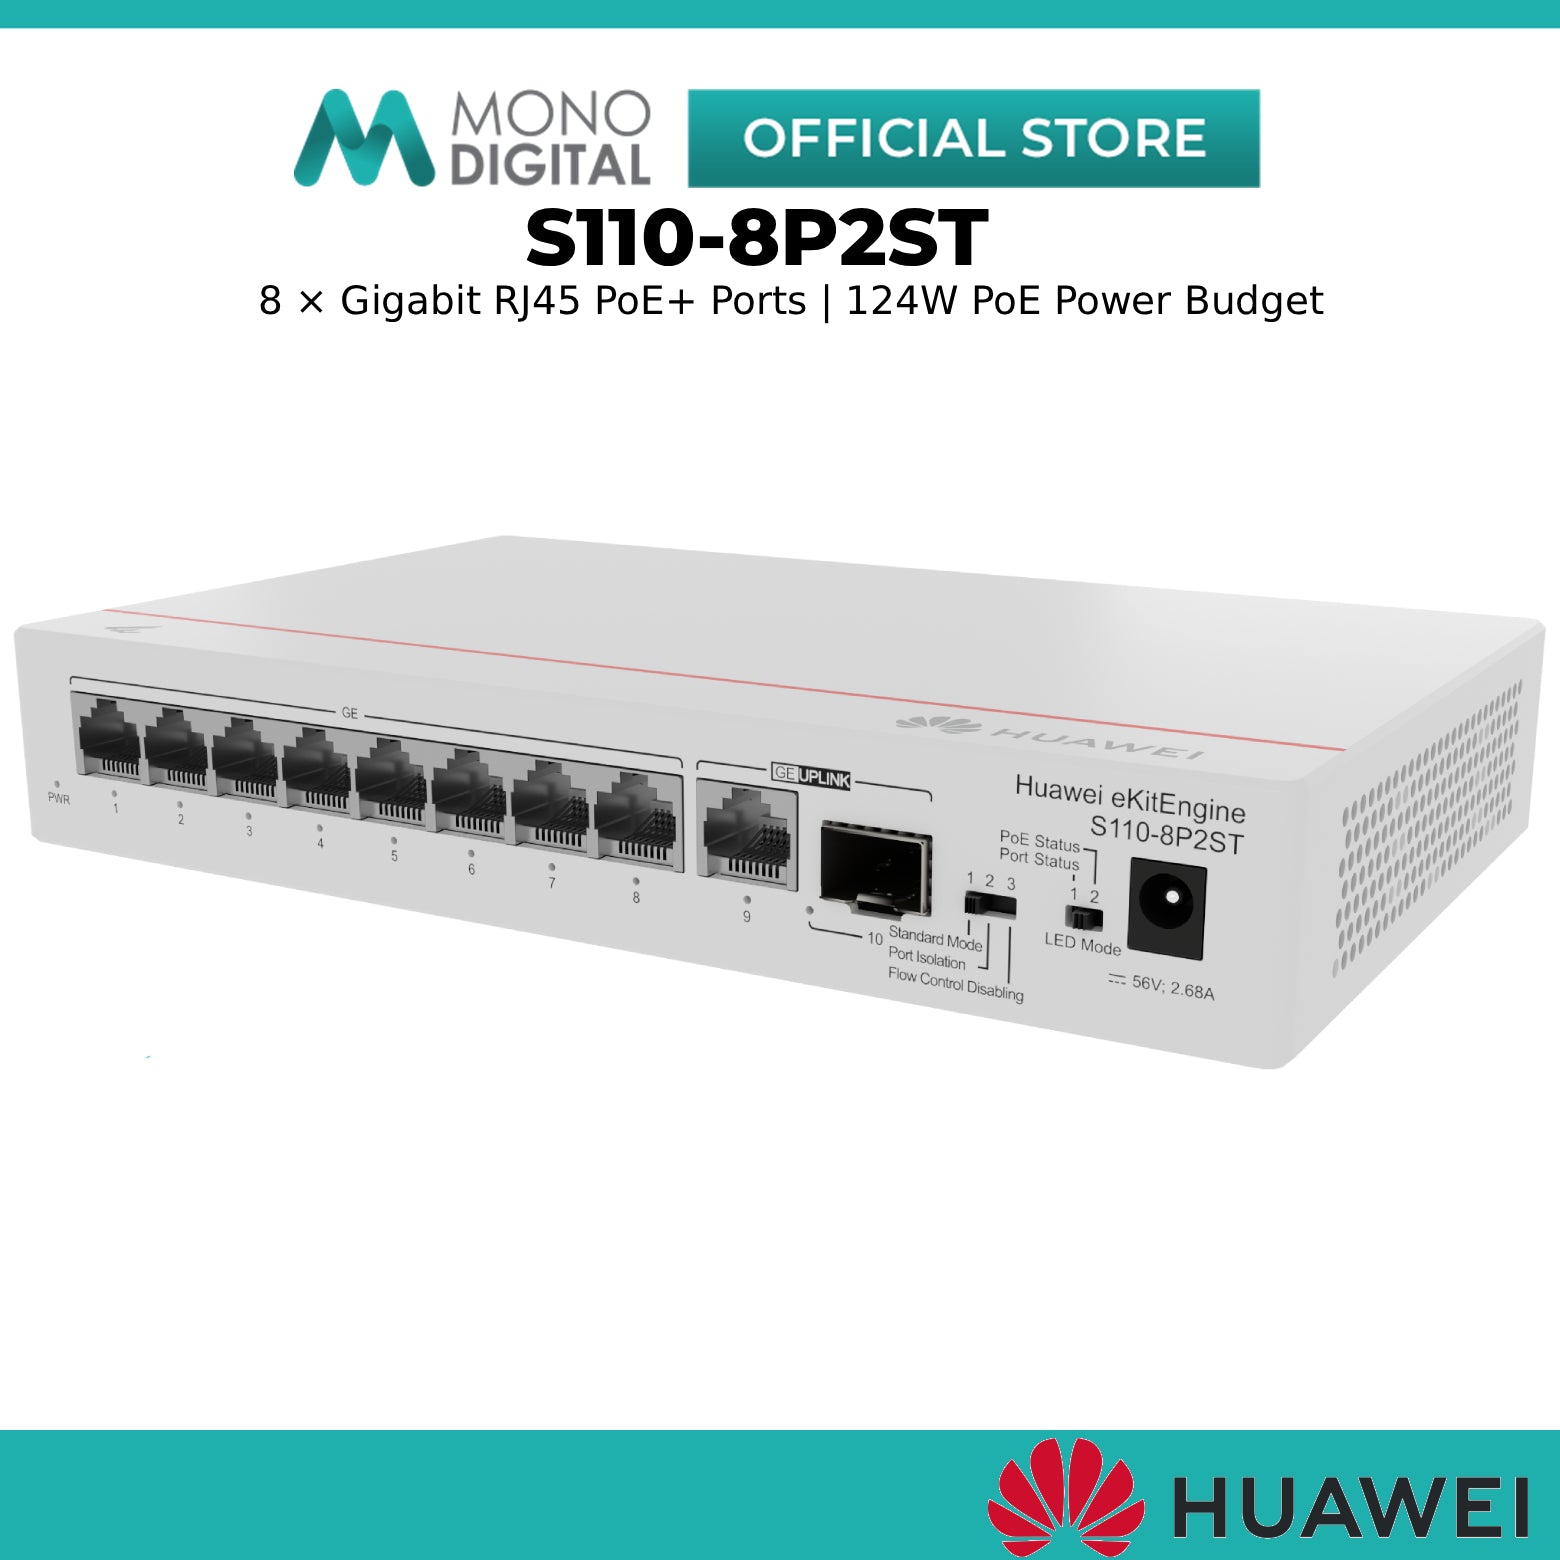 MONO
DIGITAL
OFFICIAL STORE
S110-8P2ST
8 × Gigabit RJ45 PoE+ Ports | 124W PoE Power Budget
HUAWEI
GE
GE UPLINK
Huawei eKitEngine
S110-8P2ST
PoE Status
Port Status
1 2
LED Mode
56V; 2.68A
1 2 3
Standard Mode
Port Isolation
Flow Control Disabling
PWR
1
2
3
4
5
6
7
8
9
10
HUAWEI